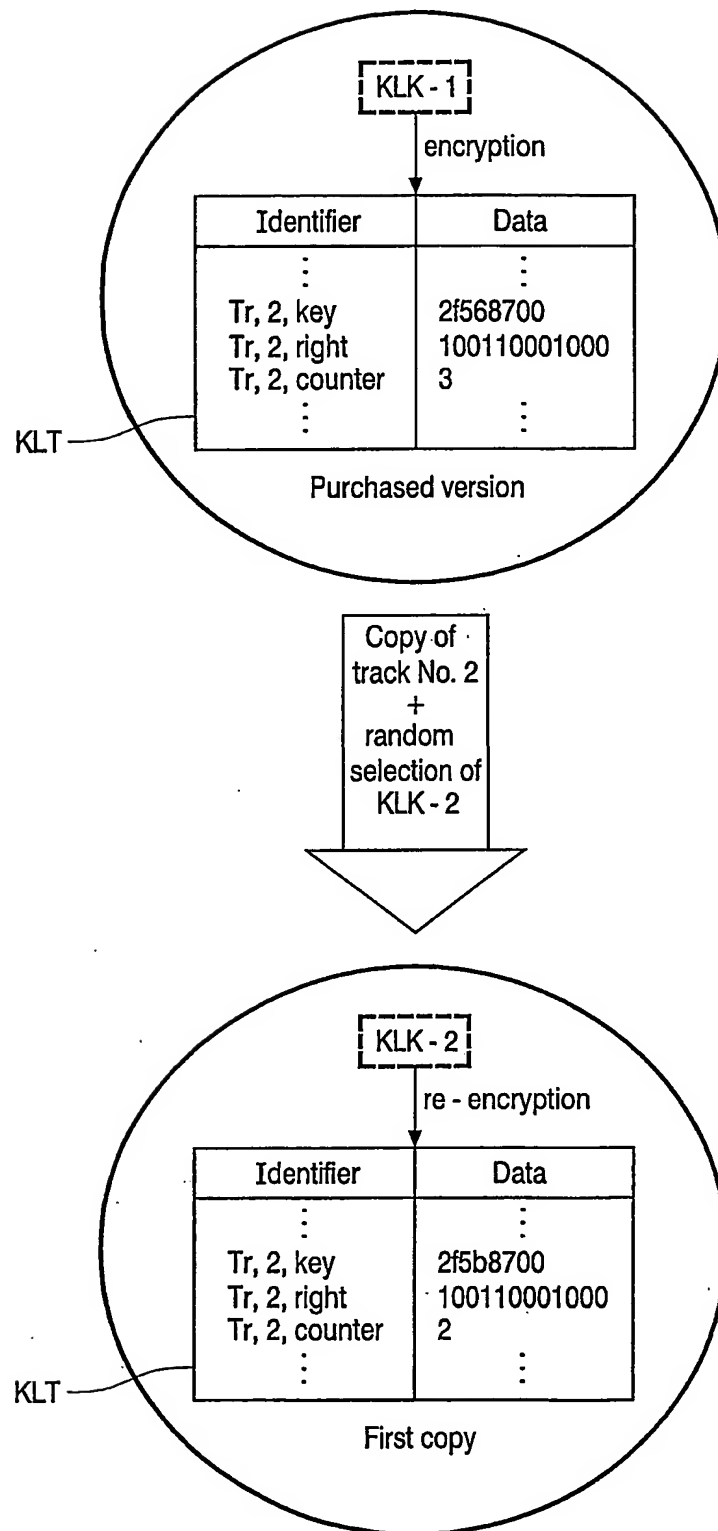 KLK - 1
encryption
Identifier Data
Tr, 2, key 2f568700
Tr, 2, right 100110001000
Tr, 2, counter 3
KLT
Purchased version
Copy of
track No. 2
+
random
selection of
KLK - 2
KLK - 2
re - encryption
Identifier Data
Tr, 2, key 2f5b8700
Tr, 2, right 100110001000
Tr, 2, counter 2
KLT
First copy